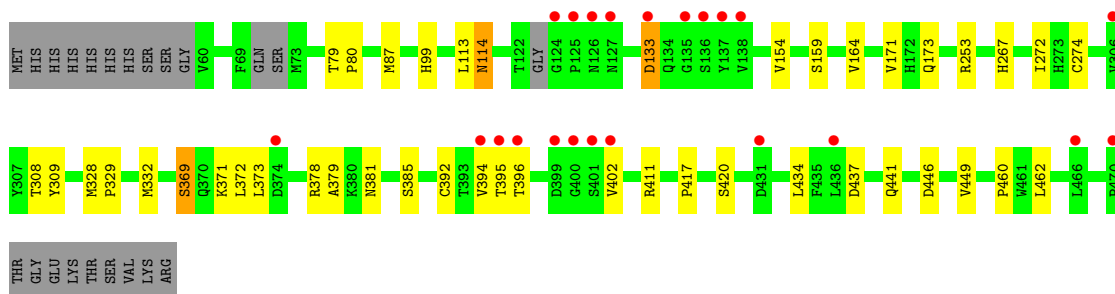 MET HIS HIS HIS HIS HIS HIS SER SER GLY V60 F69 GLN SER M73 T79 P80 M87 H99 L113 N114 T122 GLY G124 P125 N126 N127 D133 Q134 G135 S136 Y137 V138 V154 S159 V164 V171 H172 Q173 R253 H267 I272 H273 C274
Y307 T308 Y309 M328 P329 M332 S369 Q370 K371 L372 L373 D374 R378 A379 K380 N381 S385 C392 T393 V394 T395 T396 D399 G400 S401 V402 R411 P417 S420 D431 L434 F435 L436 D437 Q441 D446 V449 P460 W461 L462 L466
THR GLY GLU LYS THR SER VAL LYS ARG